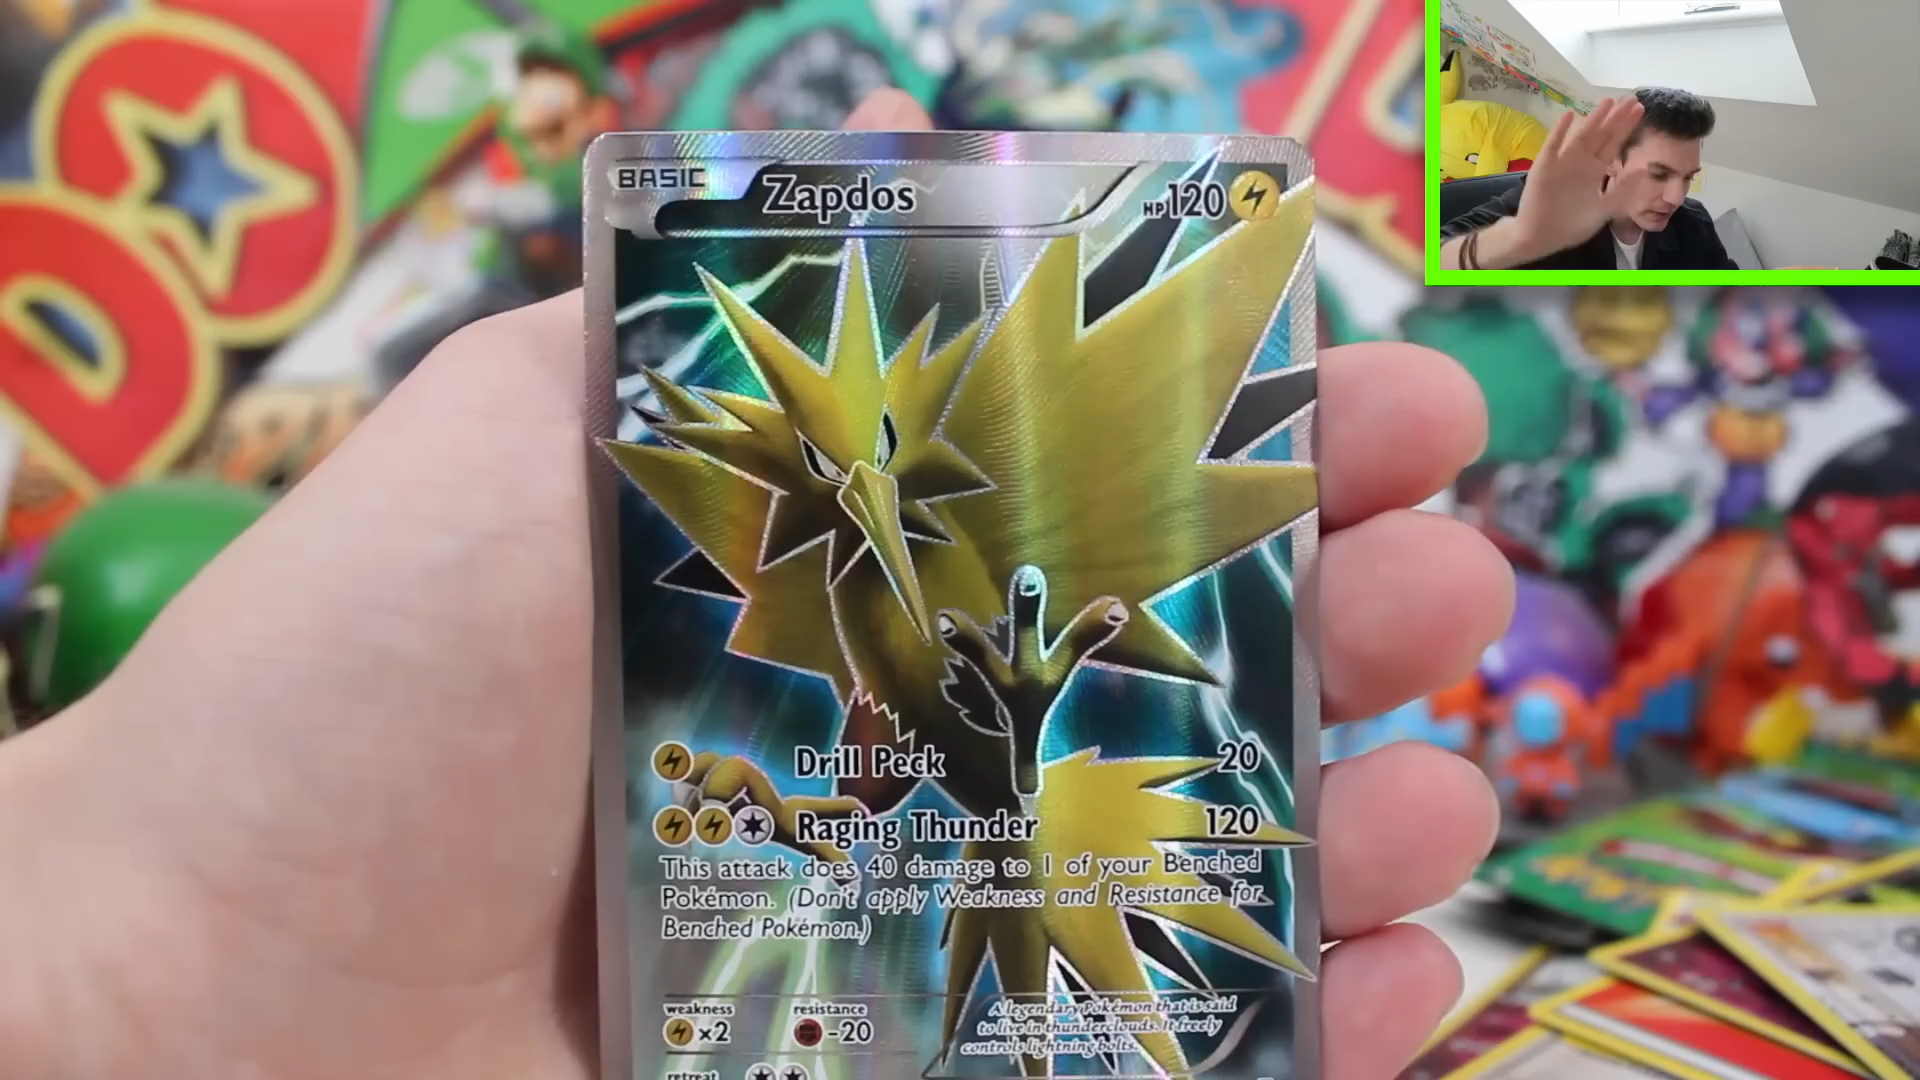 BASIC Zapdos HP120
Drill Peck 20
Raging Thunder 120
This attack does 40 damage to 1 of your Benched
Pokémon. (Don't apply Weakness and Resistance for
Benched Pokémon.)
weakness resistance
×2 -20
A legendary Pokémon that is said
to live in thunderclouds. It freely
controls lightning bolts.
retreat